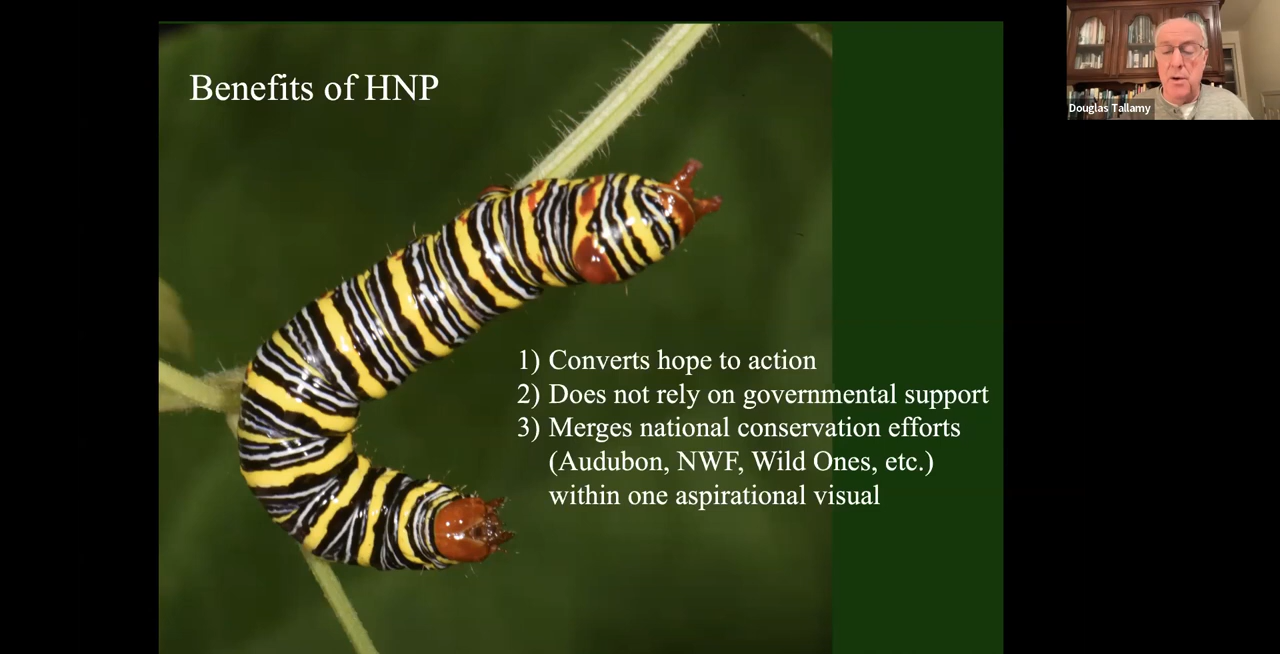 Benefits of HNP
1) Converts hope to action
2) Does not rely on governmental support
3) Merges national conservation efforts
(Audubon, NWF, Wild Ones, etc.)
within one aspirational visual
Douglas Tallamy